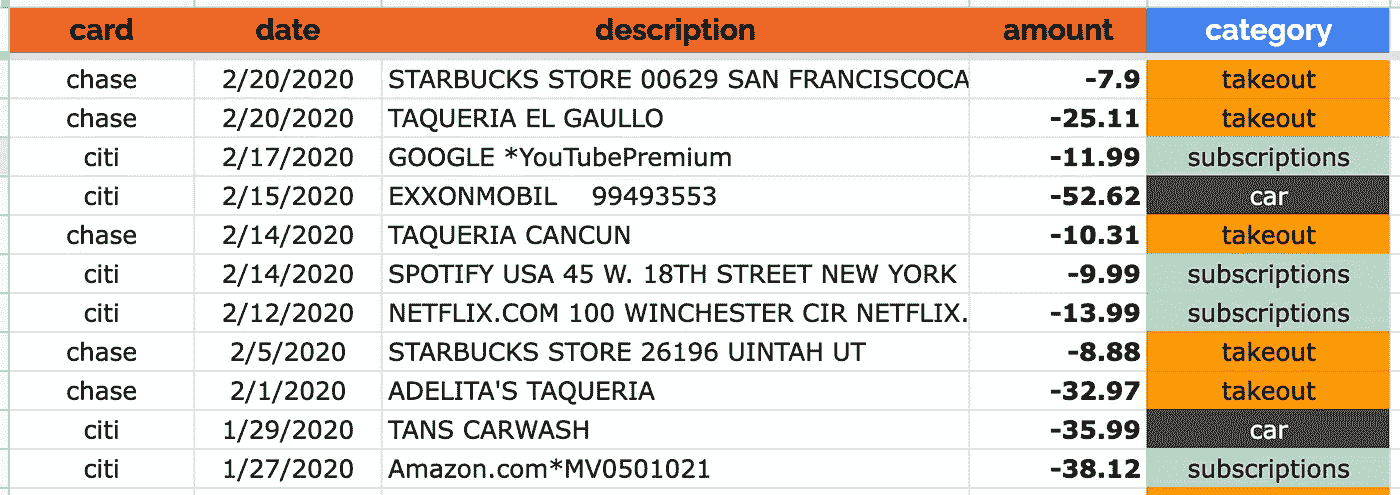 card date description amount category
chase 2/20/2020 STARBUCKS STORE 00629 SAN FRANCISCOCA -7.9 takeout
chase 2/20/2020 TAQUERIA EL GAULLO -25.11 takeout
citi 2/17/2020 GOOGLE *YouTubePremium -11.99 subscriptions
citi 2/15/2020 EXXONMOBIL    99493553 -52.62 car
chase 2/14/2020 TAQUERIA CANCUN -10.31 takeout
citi 2/14/2020 SPOTIFY USA 45 W. 18TH STREET NEW YORK -9.99 subscriptions
citi 2/12/2020 NETFLIX.COM 100 WINCHESTER CIR NETFLIX. -13.99 subscriptions
chase 2/5/2020 STARBUCKS STORE 26196 UINTAH UT -8.88 takeout
chase 2/1/2020 ADELITA'S TAQUERIA -32.97 takeout
citi 1/29/2020 TANS CARWASH -35.99 car
citi 1/27/2020 Amazon.com*MV0501021 -38.12 subscriptions